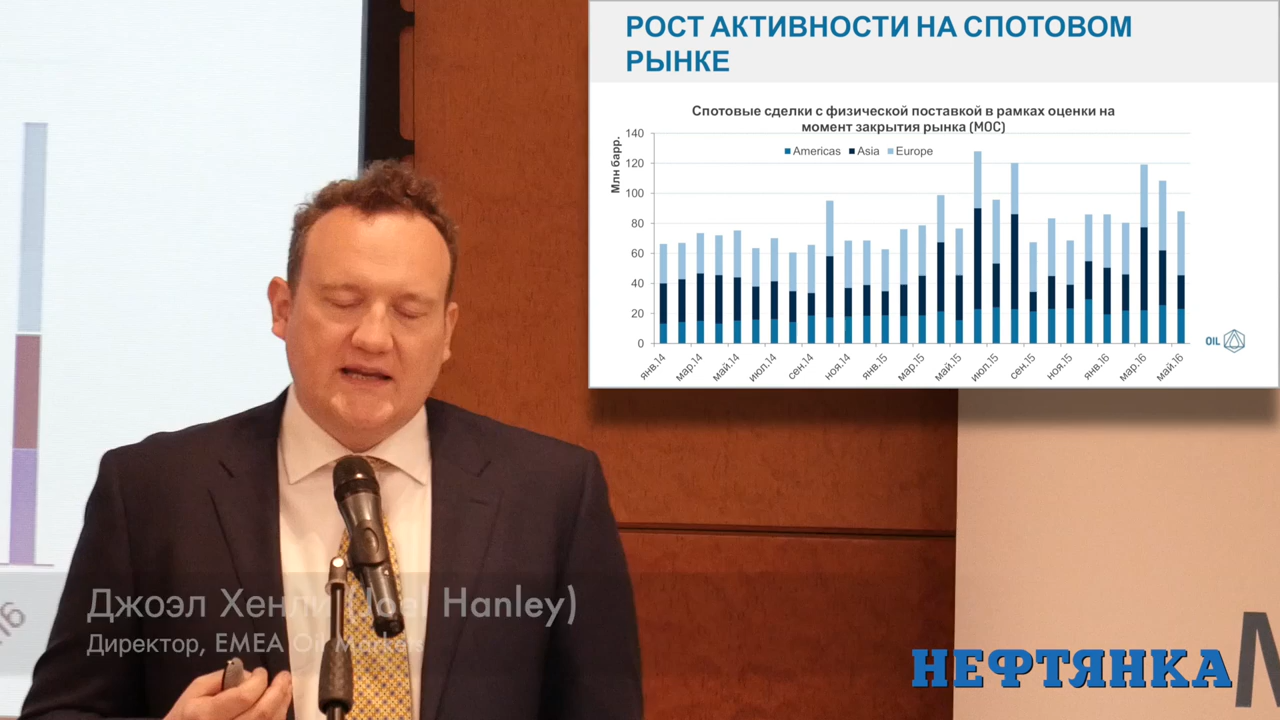 РОСТ АКТИВНОСТИ НА СПОТОВОМ
РЫНКЕ
Спотовые сделки с физической поставкой в рамках оценки на
момент закрытия рынка (МОС)
Млн барр.
140
120
100
80
60
40
20
0
Americas Asia Europe
янв.14 мар.14 май.14 июл.14 сен.14 ноя.14 янв.15 мар.15 май.15 июл.15 сен.15 ноя.15 янв.16 мар.16 май.16
OIL
Джоэл Хенли (Joel Hanley)
Директор, EMEA Oil Markets
НЕФТЯНКА